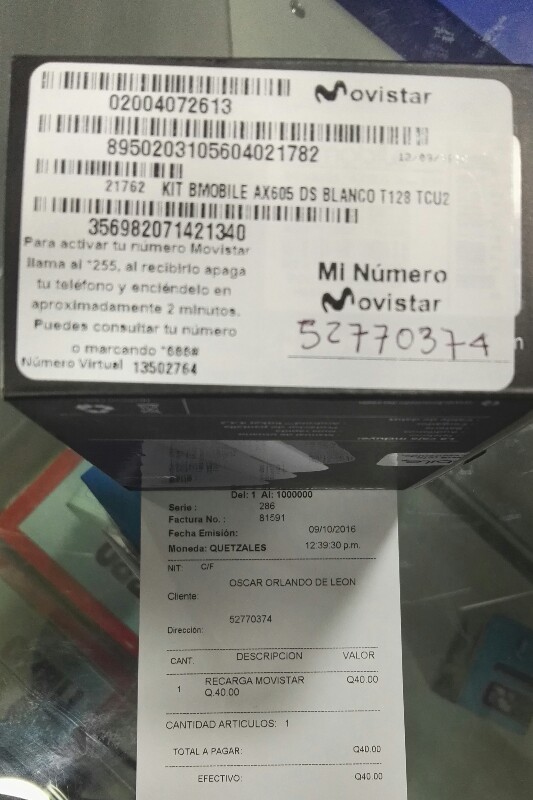 Movistar
02004072613
8950203105604021782
21762 KIT BMOBILE AX605 DS BLANCO T128 TCU2
356982071421340
Para activar tu número Movistar
llama al *255, al recibirlo apaga
tu teléfono y enciéndelo en
aproximadamente 2 minutos.
Puedes consultar tu número
o marcando *686#
Número Virtual 13502764
Mi Número
Movistar
52770374
Del: 1 Al: 1000000
Serie : 286
Factura No. : 81591
Fecha Emisión: 09/10/2016
Moneda: QUETZALES 12:39:30 p.m.
NIT: C/F
OSCAR ORLANDO DE LEON
Cliente:
52770374
Dirección:
CANT. DESCRIPCION VALOR
1 RECARGA MOVISTAR Q40.00
Q.40.00
CANTIDAD ARTICULOS: 1
TOTAL A PAGAR: Q40.00
EFECTIVO: Q40.00